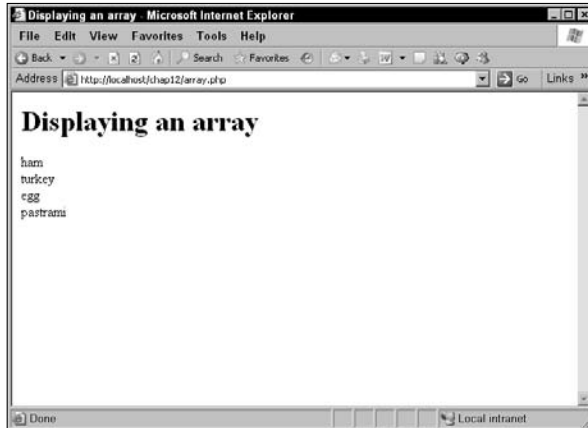 Displaying an array - Microsoft Internet Explorer
File Edit View Favorites Tools Help
Back Search Favorites
Address http://localhost/chap12/array.php Go Links »
Displaying an array
ham
turkey
egg
pastrami
Done Local intranet